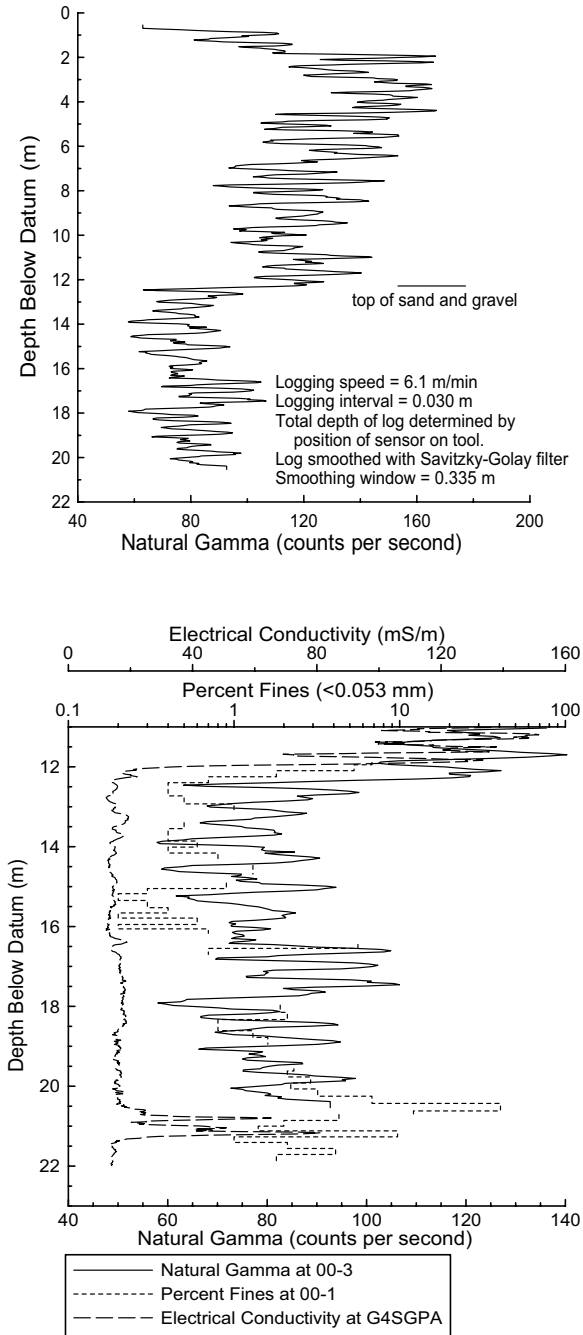 0
2
4
6
8
10
12
14
16
18
20
22
Depth Below Datum (m)
top of sand and gravel
Logging speed = 6.1 m/min
Logging interval = 0.030 m
Total depth of log determined by
position of sensor on tool.
Log smoothed with Savitzky-Golay filter
Smoothing window = 0.335 m
40 80 120 160 200
Natural Gamma (counts per second)
Electrical Conductivity (mS/m)
0 40 80 120 160
Percent Fines (<0.053 mm)
0.1 1 10 100
12
14
16
18
20
22
Depth Below Datum (m)
40 60 80 100 120 140
Natural Gamma (counts per second)
Natural Gamma at 00-3
Percent Fines at 00-1
Electrical Conductivity at G4SGPA